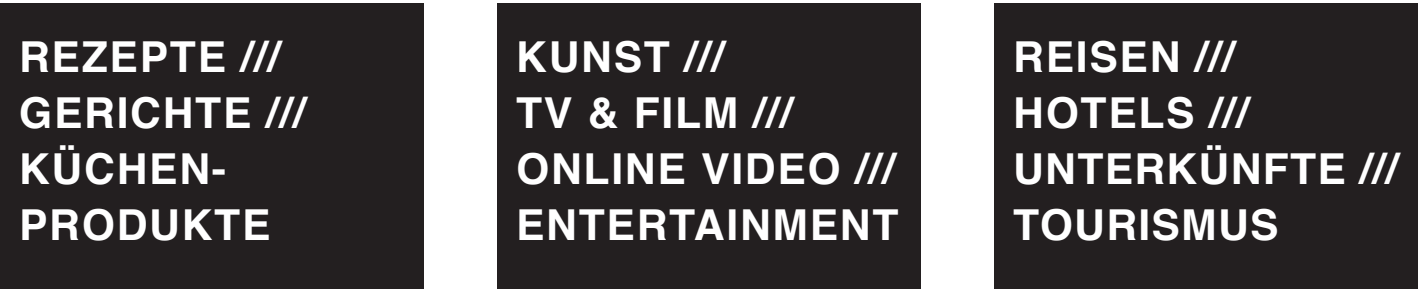 REZEPTE ///
GERICHTE ///
KÜCHEN-
PRODUKTE
KUNST ///
TV & FILM ///
ONLINE VIDEO ///
ENTERTAINMENT
REISEN ///
HOTELS ///
UNTERKÜNFTE ///
TOURISMUS